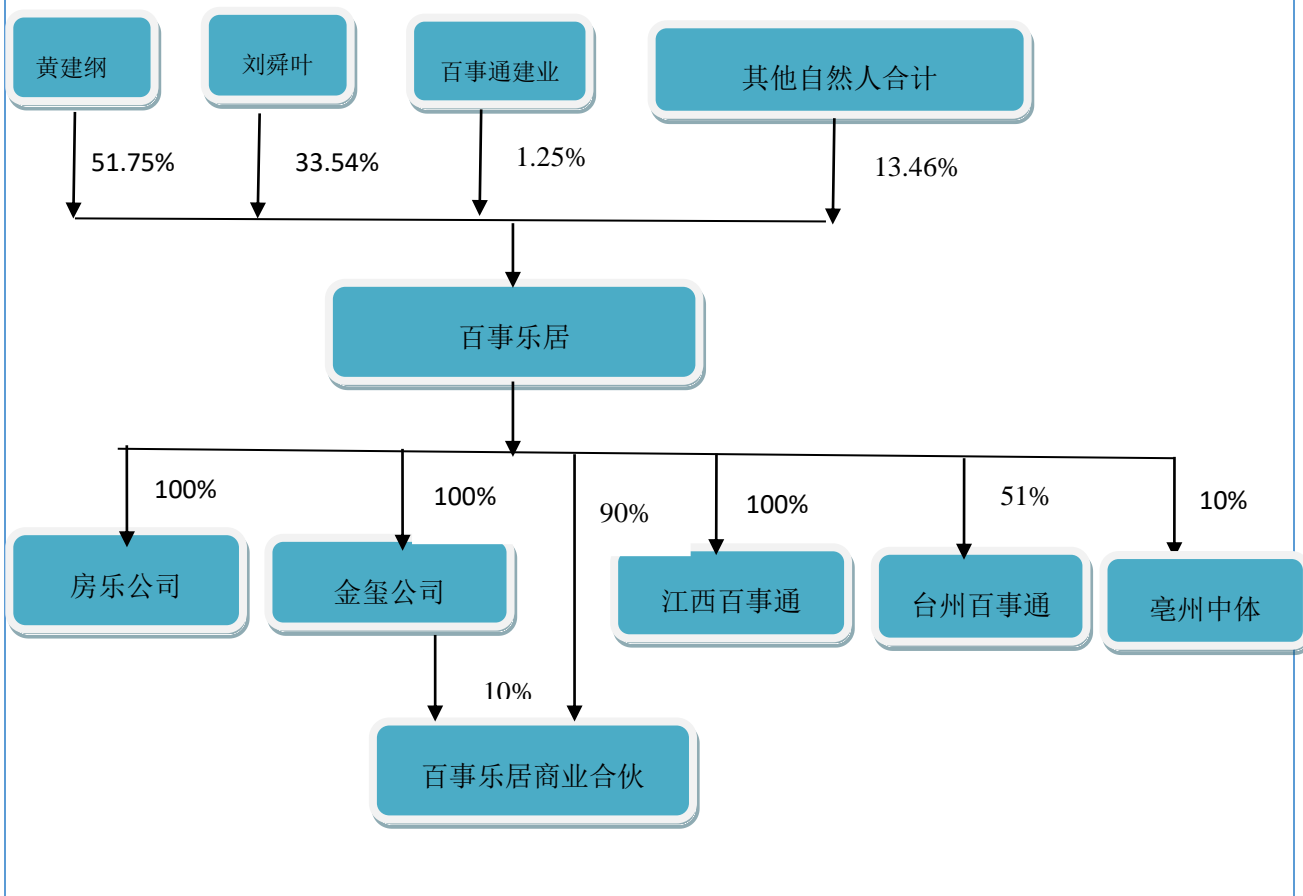 黄建纲
刘舜叶
百事通建业
其他自然人合计
51.75%
33.54%
1.25%
13.46%
百事乐居
100%
100%
90%
100%
51%
10%
房乐公司
金玺公司
江西百事通
台州百事通
亳州中体
10%
百事乐居商业合伙